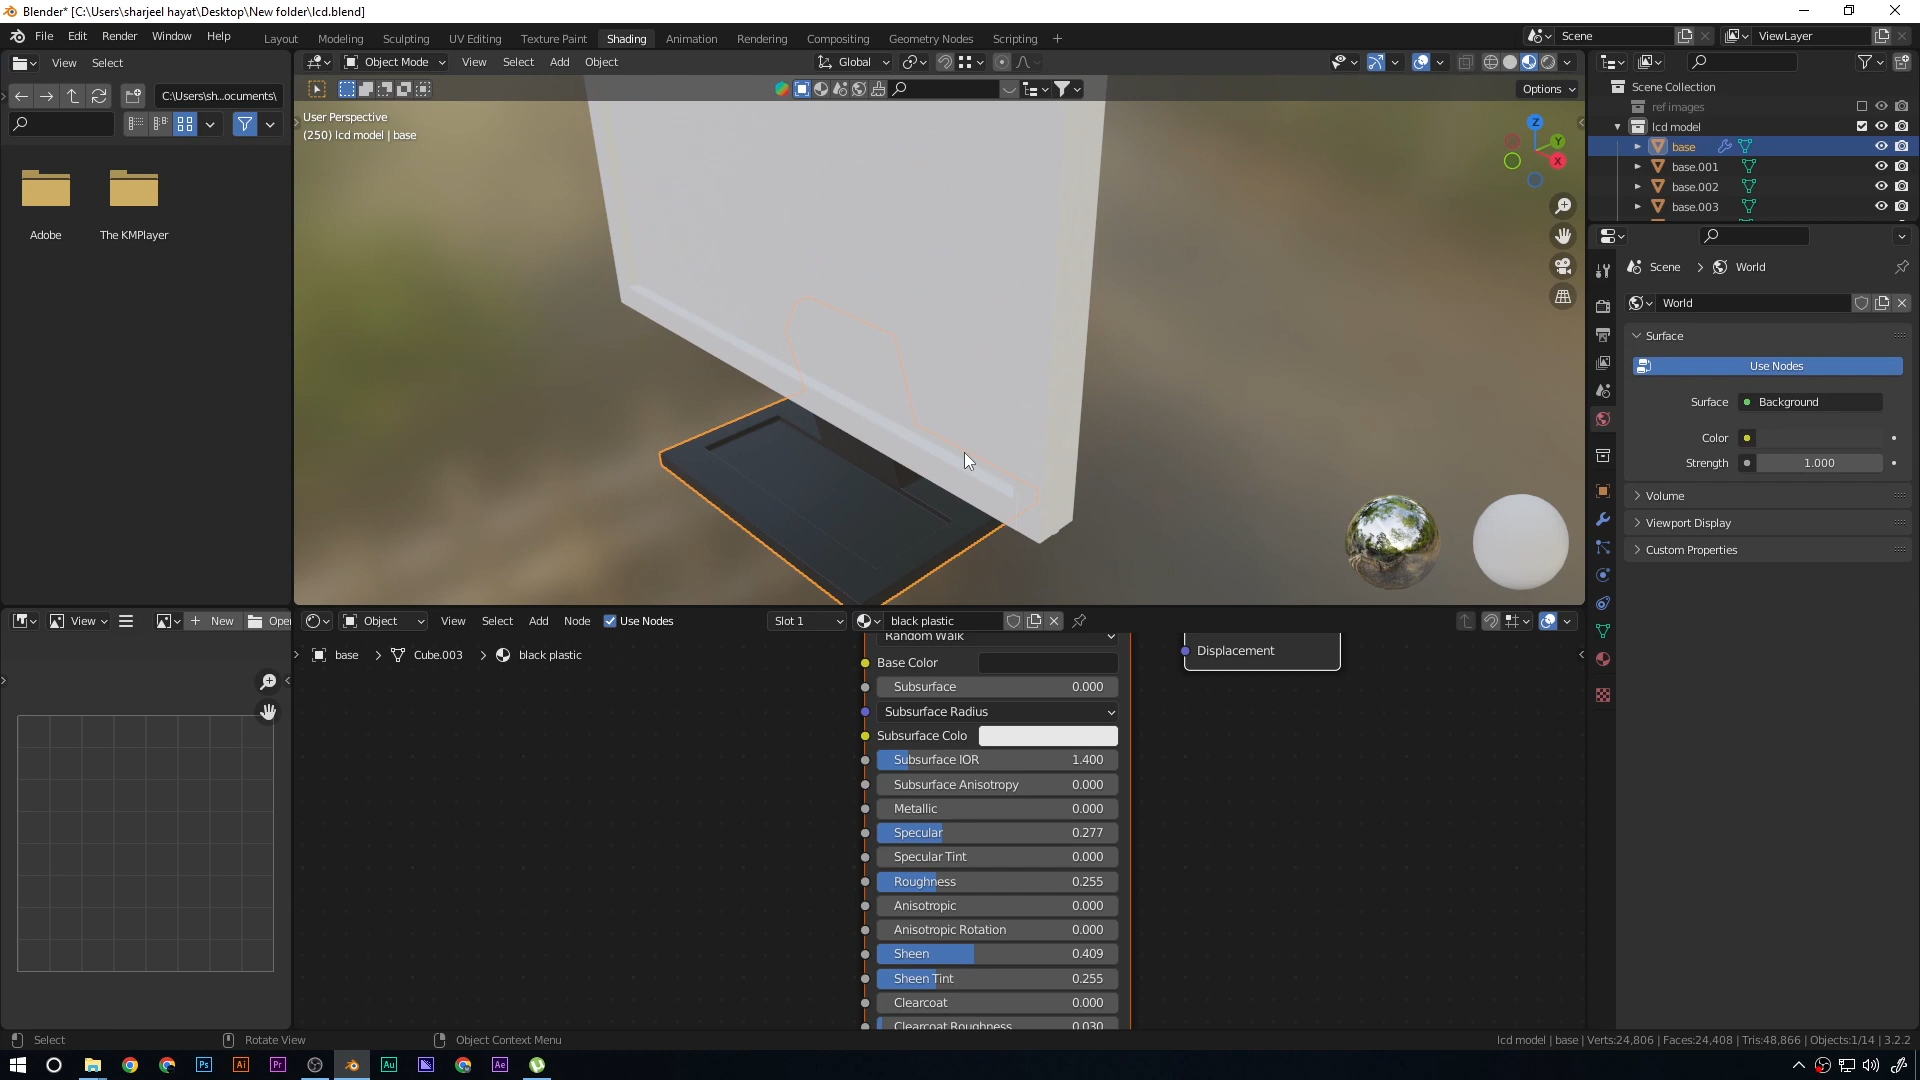 Blender* [C:\Users\sharjeel hayat\Desktop\New folder\lcd.blend]
File Edit Render Window Help
Layout Modeling Sculpting UV Editing Texture Paint Shading Animation Rendering Compositing Geometry Nodes Scripting +
Scene
ViewLayer
View Select
Object Mode View Select Add Object
Global
C:\Users\sh...ocuments\
Options
User Perspective
(250) lcd model | base
Z
Y
X
Adobe
The KMPlayer
Scene Collection
ref images
lcd model
base
base.001
base.002
base.003
Scene > World
World
Surface
Use Nodes
Surface Background
Color
Strength 1.000
Volume
Viewport Display
Custom Properties
View New Open
Object View Select Add Node Use Nodes Slot 1 black plastic
base > Cube.003 > black plastic
Random Walk
Base Color
Subsurface 0.000
Subsurface Radius
Subsurface Colo
Subsurface IOR 1.400
Subsurface Anisotropy 0.000
Metallic 0.000
Specular 0.277
Specular Tint 0.000
Roughness 0.255
Anisotropic 0.000
Anisotropic Rotation 0.000
Sheen 0.409
Sheen Tint 0.255
Clearcoat 0.000
Clearcoat Roughness 0.030
Displacement
Select Rotate View Object Context Menu
lcd model | base | Verts:24,806 | Faces:24,408 | Tris:48,866 | Objects:1/14 | 3.2.2
Ps Ai Pr Au Ae